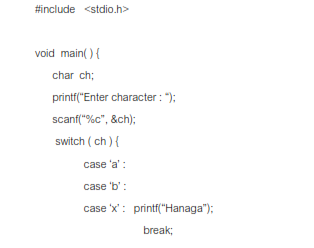 #include <stdio.h>
void main( ) {
char ch;
printf(“Enter character : “);
scanf(“%c”, &ch);
switch ( ch ) {
case ‘a’ :
case ‘b’ :
case ‘x’ : printf(“Hanaga”);
break;